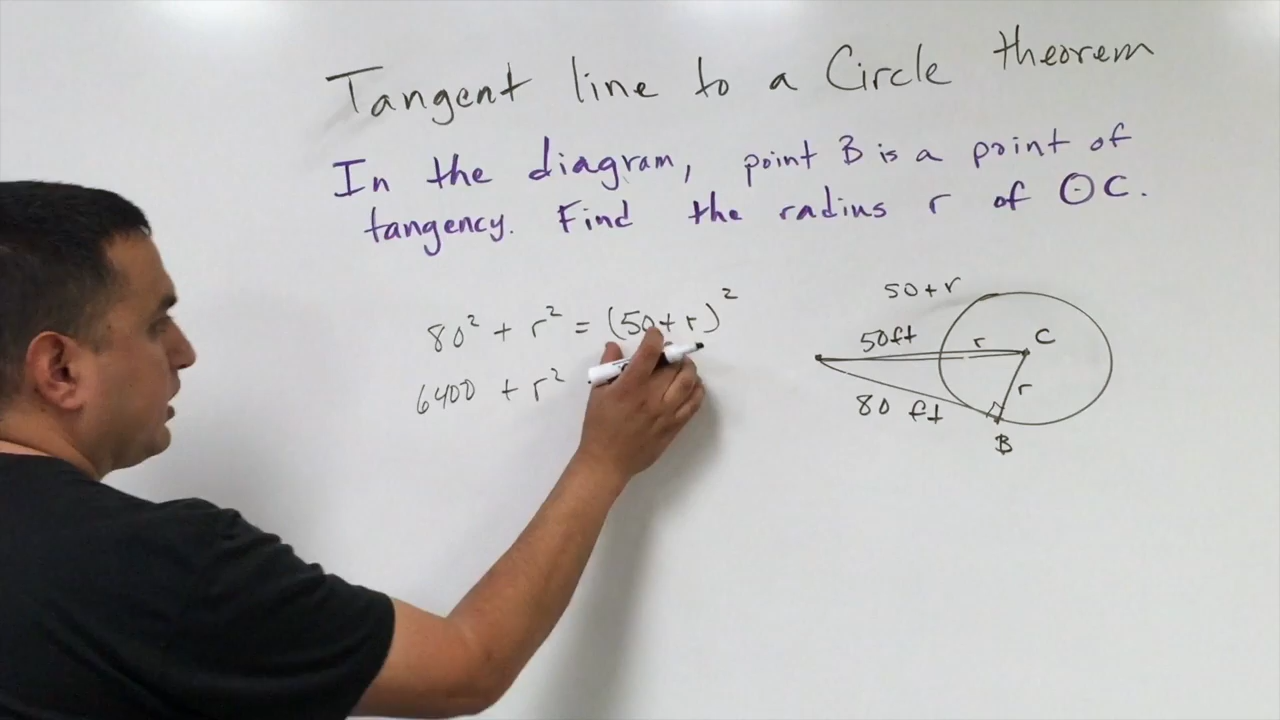 Tangent line to a Circle theorem
In the diagram, point B is a point of
tangency. Find the radius r of ⊙C.
80² + r² = (50+r)²
6400 + r²
50+r
50ft r C
r
80 ft
B